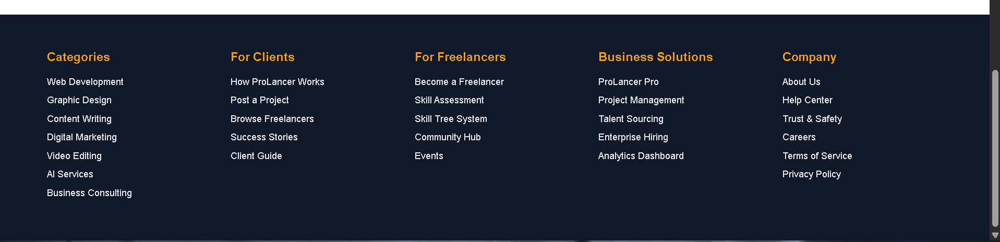 Categories
Web Development
Graphic Design
Content Writing
Digital Marketing
Video Editing
AI Services
Business Consulting
For Clients
How ProLancer Works
Post a Project
Browse Freelancers
Success Stories
Client Guide
For Freelancers
Become a Freelancer
Skill Assessment
Skill Tree System
Community Hub
Events
Business Solutions
ProLancer Pro
Project Management
Talent Sourcing
Enterprise Hiring
Analytics Dashboard
Company
About Us
Help Center
Trust & Safety
Careers
Terms of Service
Privacy Policy